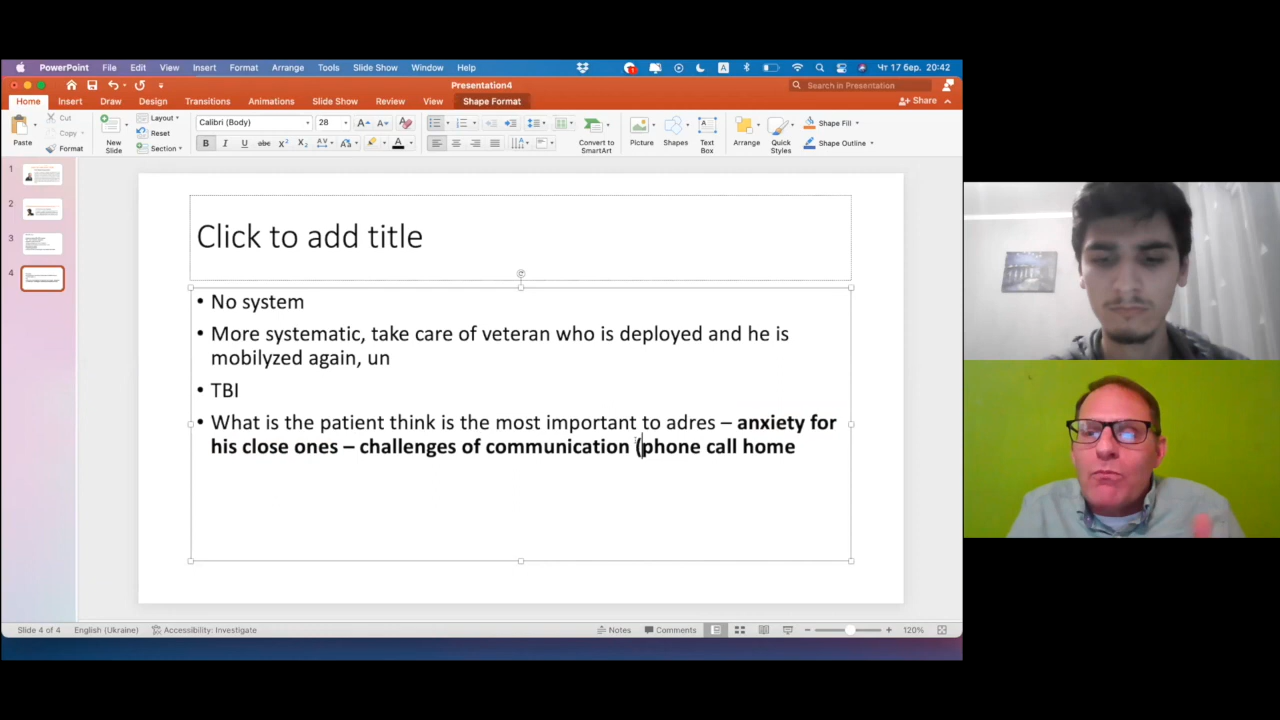 PowerPoint File Edit View Insert Format Arrange Tools Slide Show Window Help A Чт 17 бер. 20:42
Presentation4 Search in Presentation
Home Insert Draw Design Transitions Animations Slide Show Review View Shape Format Share
Paste Cut Copy Format New Slide Layout Reset Section Calibri (Body) 28 Convert to SmartArt Picture Shapes Text Box Arrange Quick Styles Shape Fill Shape Outline
1
2
3
4
Click to add title
• No system
• More systematic, take care of veteran who is deployed and he is
mobilyzed again, un
• TBI
• What is the patient think is the most important to adres – anxiety for
his close ones – challenges of communication (phone call home
Slide 4 of 4 English (Ukraine) Accessibility: Investigate Notes Comments 120%